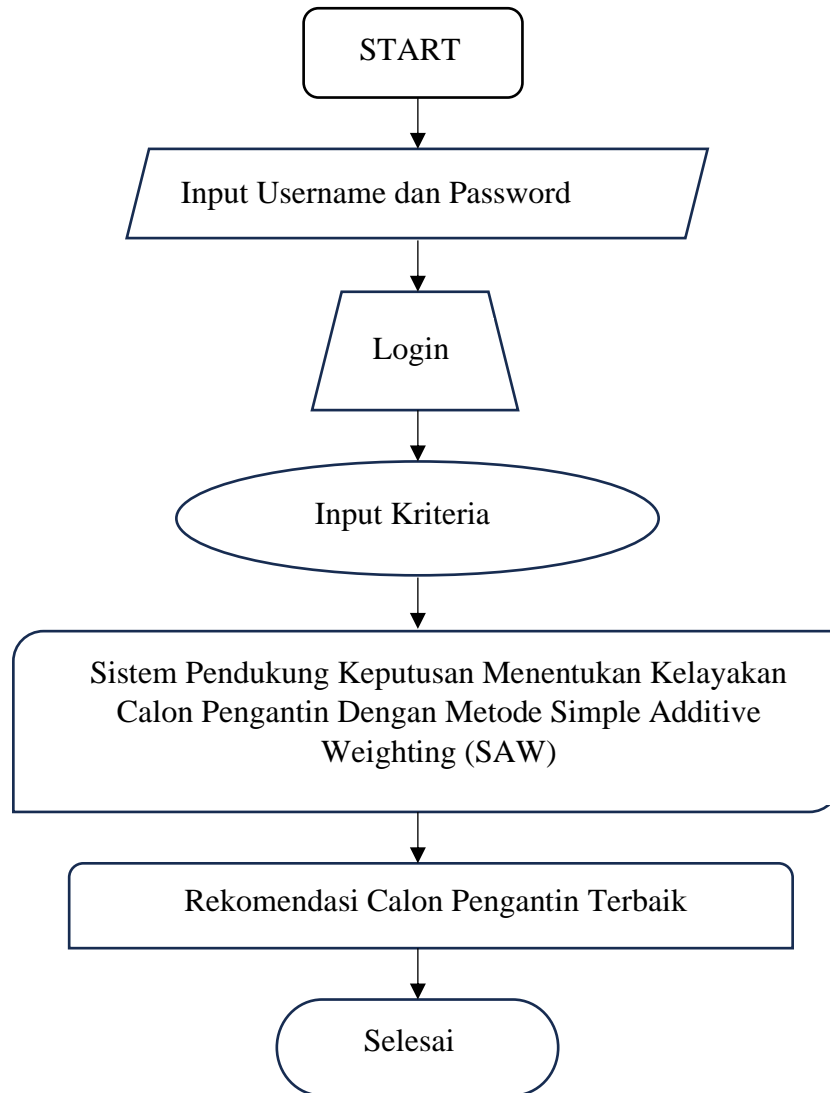 START
Input Username dan Password
Login
Input Kriteria
Sistem Pendukung Keputusan Menentukan Kelayakan
Calon Pengantin Dengan Metode Simple Additive
Weighting (SAW)
Rekomendasi Calon Pengantin Terbaik
Selesai